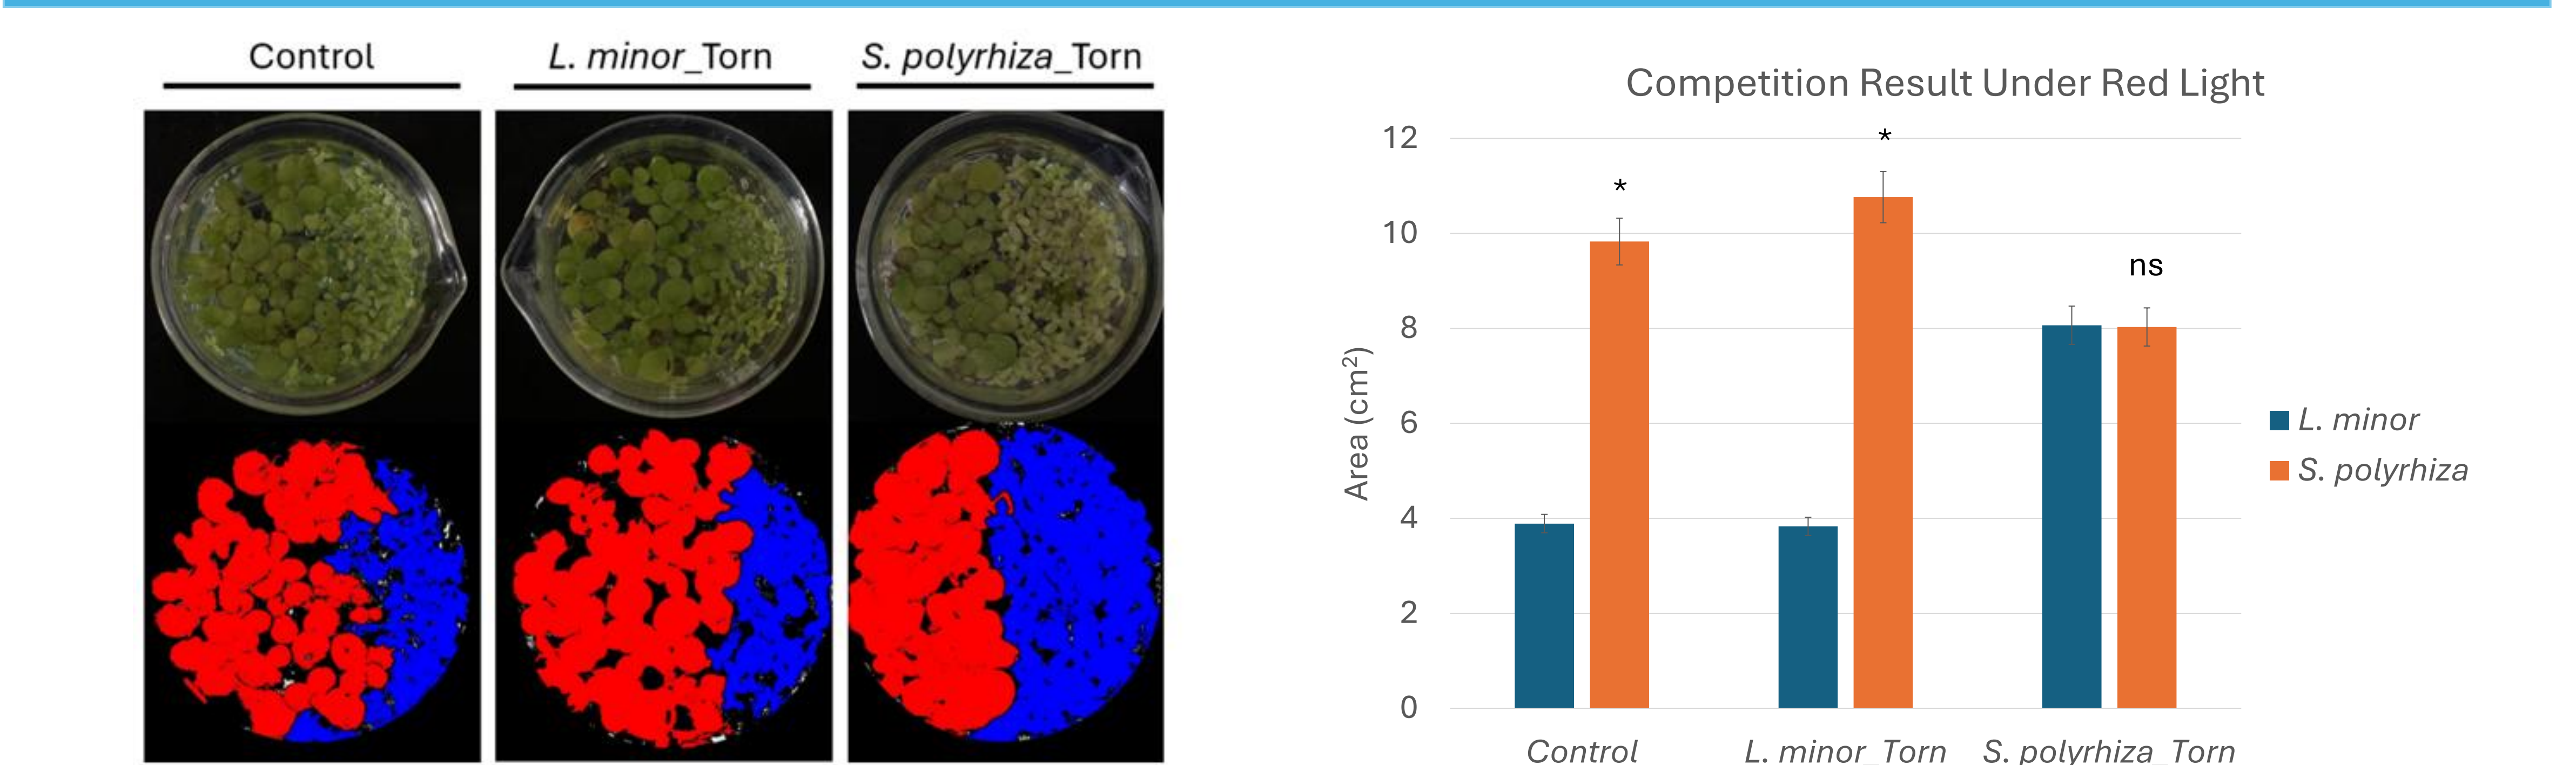 Control
L. minor_Torn
S. polyrhiza_Torn
Competition Result Under Red Light
12
10
8
6
4
2
0
Area (cm²)
*
*
ns
L. minor
S. polyrhiza
Control
L. minor_Torn
S. polyrhiza_Torn